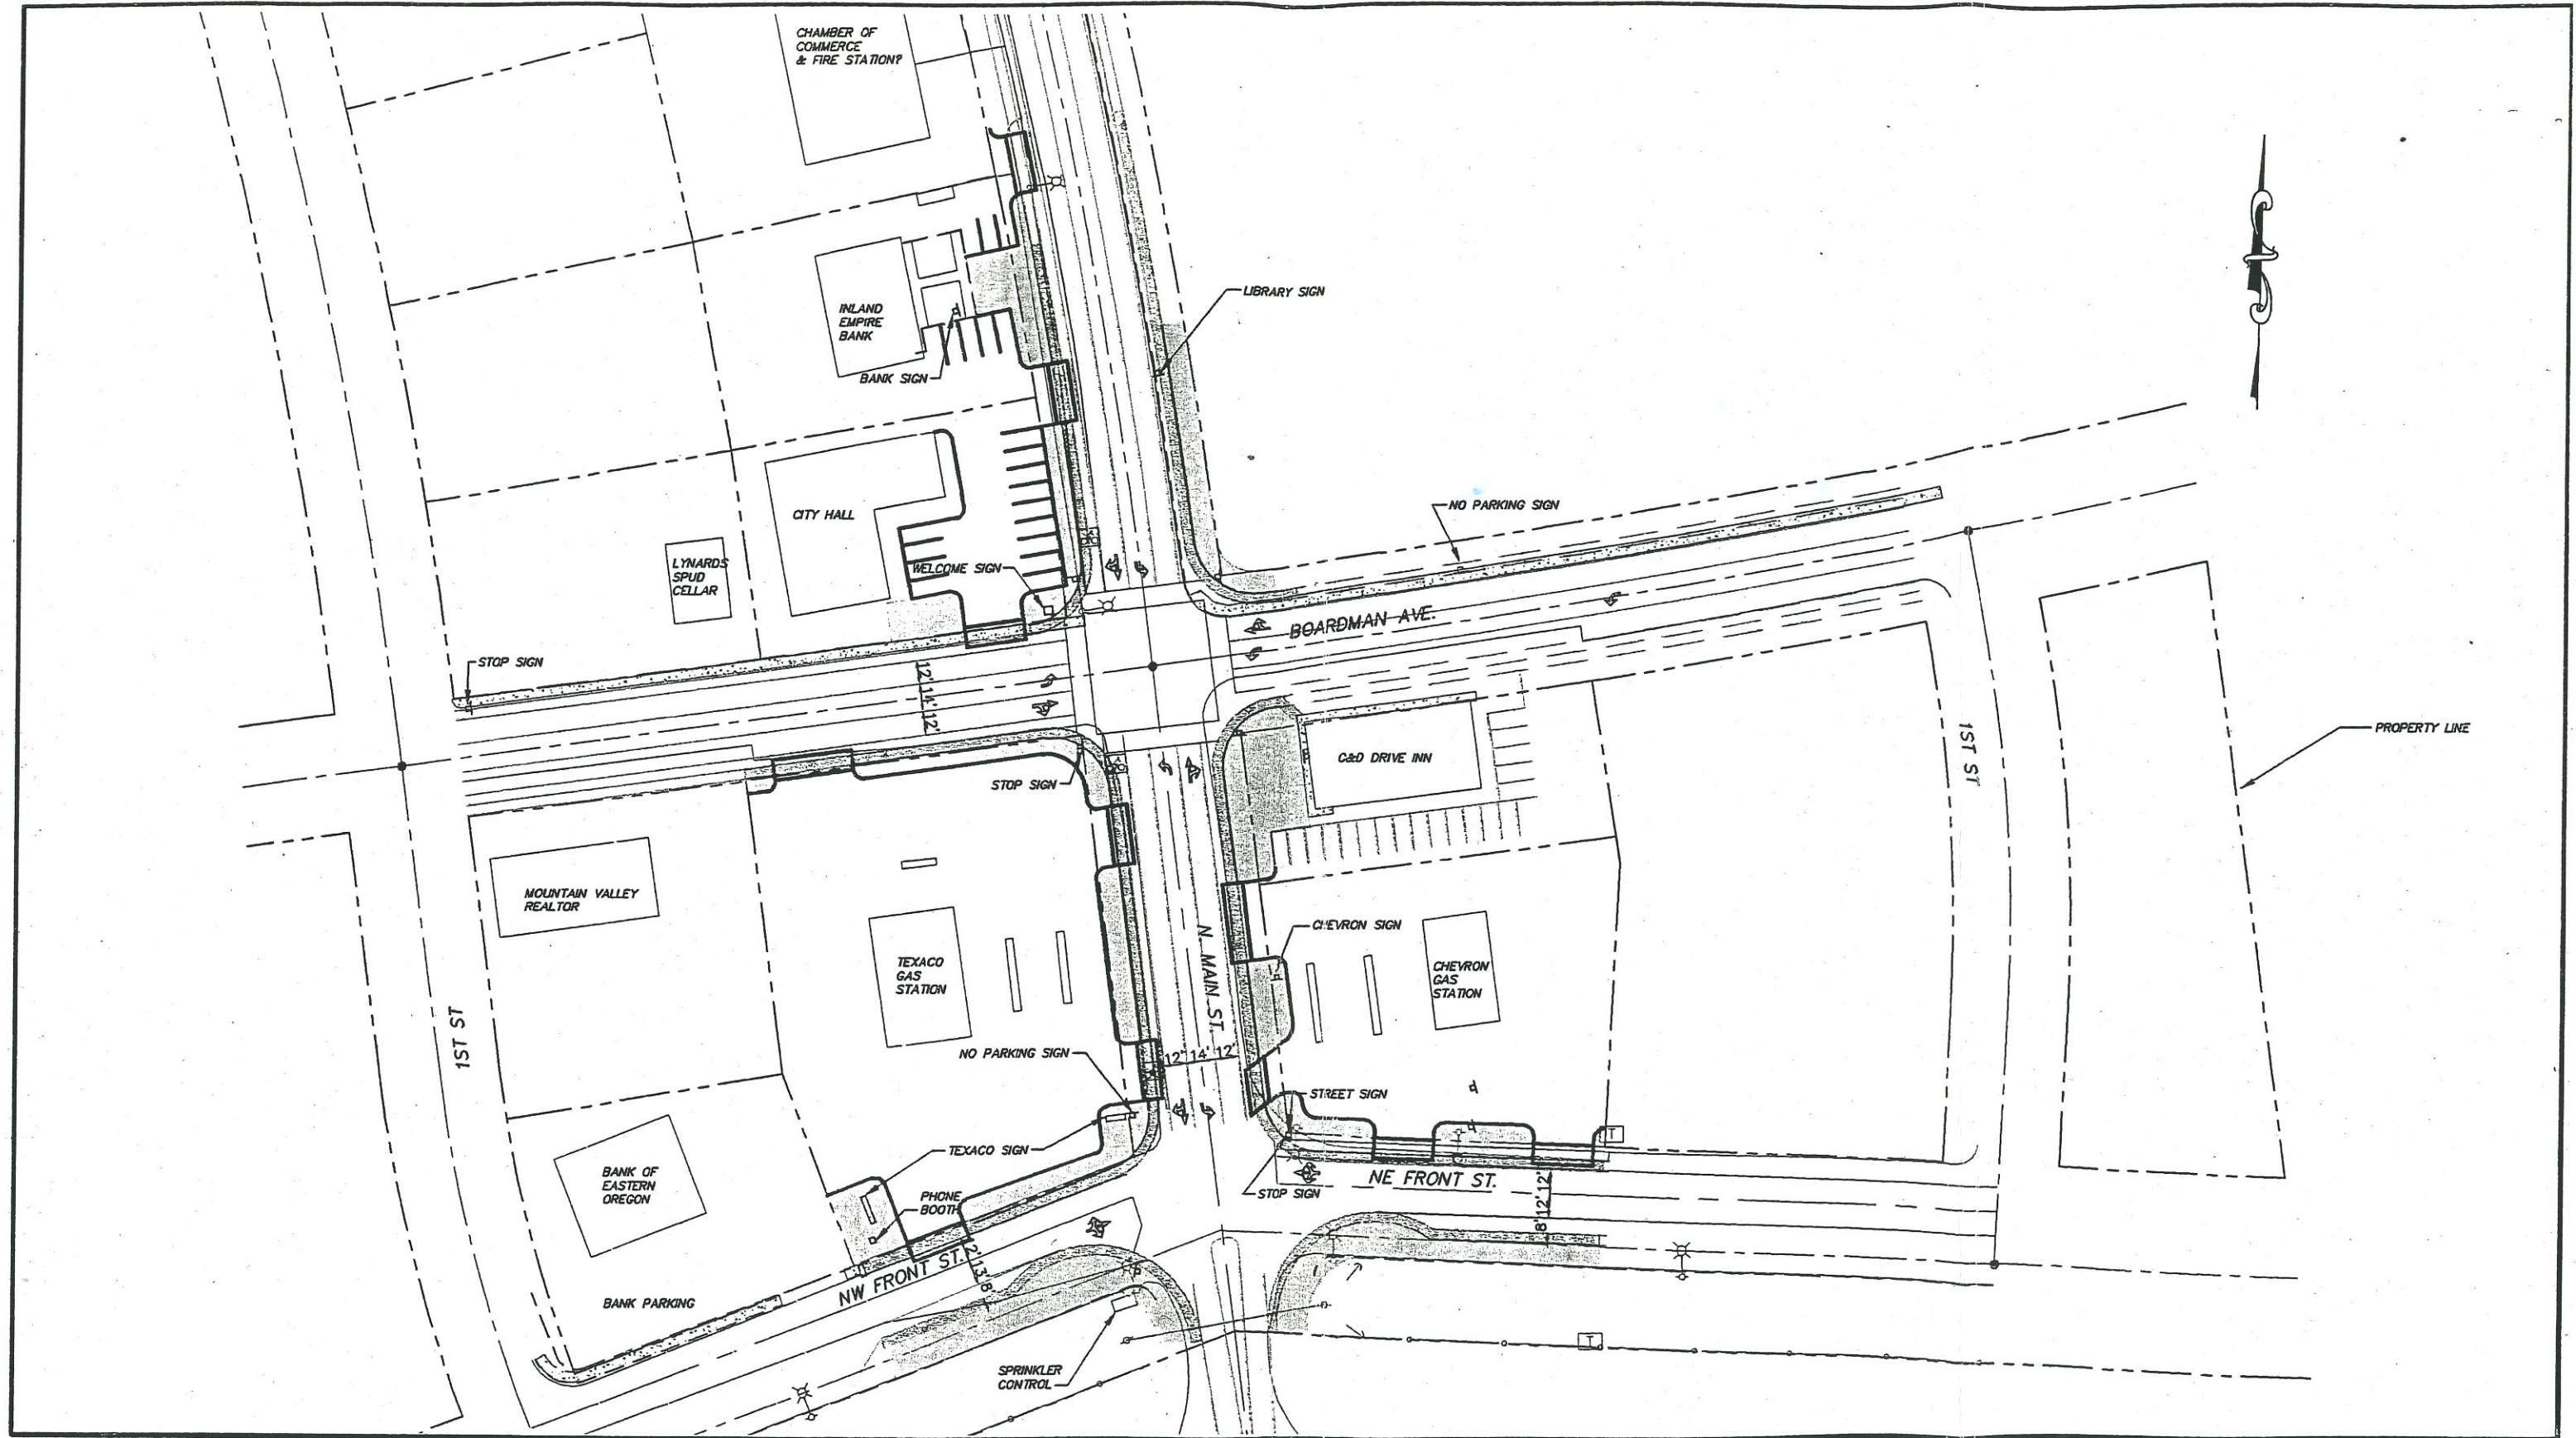 CHAMBER OF
COMMERCE
& FIRE STATION?
LIBRARY SIGN
INLAND
EMPIRE
BANK
BANK SIGN
NO PARKING SIGN
CITY HALL
LYNARDS
SPUD
CELLAR
WELCOME SIGN
BOARDMAN AVE.
STOP SIGN
12' 14' 12'
1ST ST
PROPERTY LINE
C&D DRIVE INN
STOP SIGN
MOUNTAIN VALLEY
REALTOR
CHEVRON SIGN
N. MAIN ST.
TEXACO
GAS
STATION
CHEVRON
GAS
STATION
1ST ST
NO PARKING SIGN
12' 14' 12'
STREET SIGN
TEXACO SIGN
BANK OF
EASTERN
OREGON
PHONE
BOOTH
STOP SIGN
NE FRONT ST.
8' 12' 12'
T
NW FRONT ST.
BANK PARKING
T
SPRINKLER
CONTROL